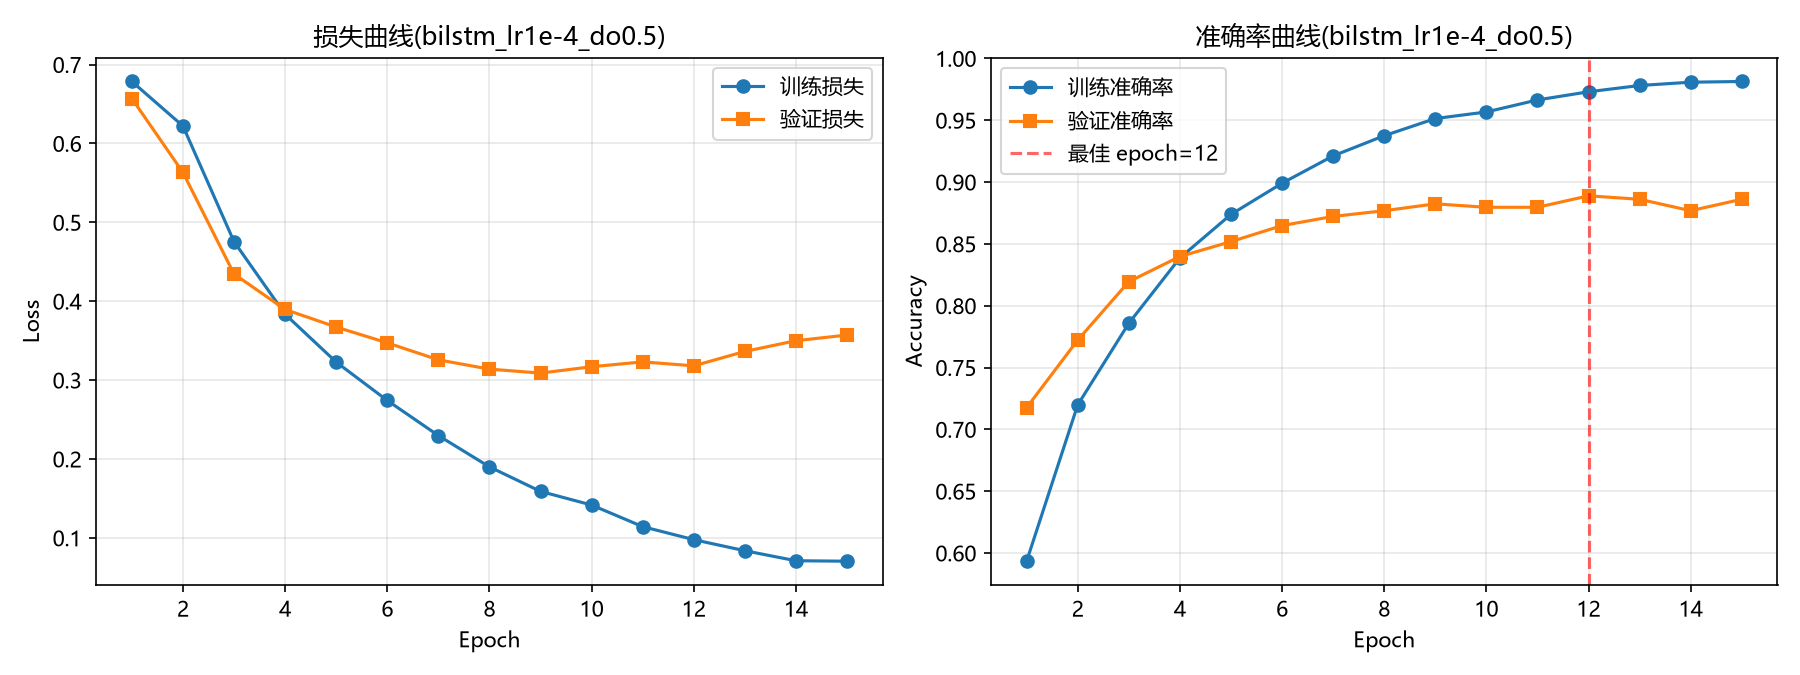 损失曲线(bilstm_lr1e-4_do0.5)
训练损失
验证损失
0.7
0.6
0.5
0.4
0.3
0.2
0.1
Loss
2 4 6 8 10 12 14
Epoch
准确率曲线(bilstm_lr1e-4_do0.5)
训练准确率
验证准确率
最佳 epoch=12
1.00
0.95
0.90
0.85
0.80
0.75
0.70
0.65
0.60
Accuracy
2 4 6 8 10 12 14
Epoch